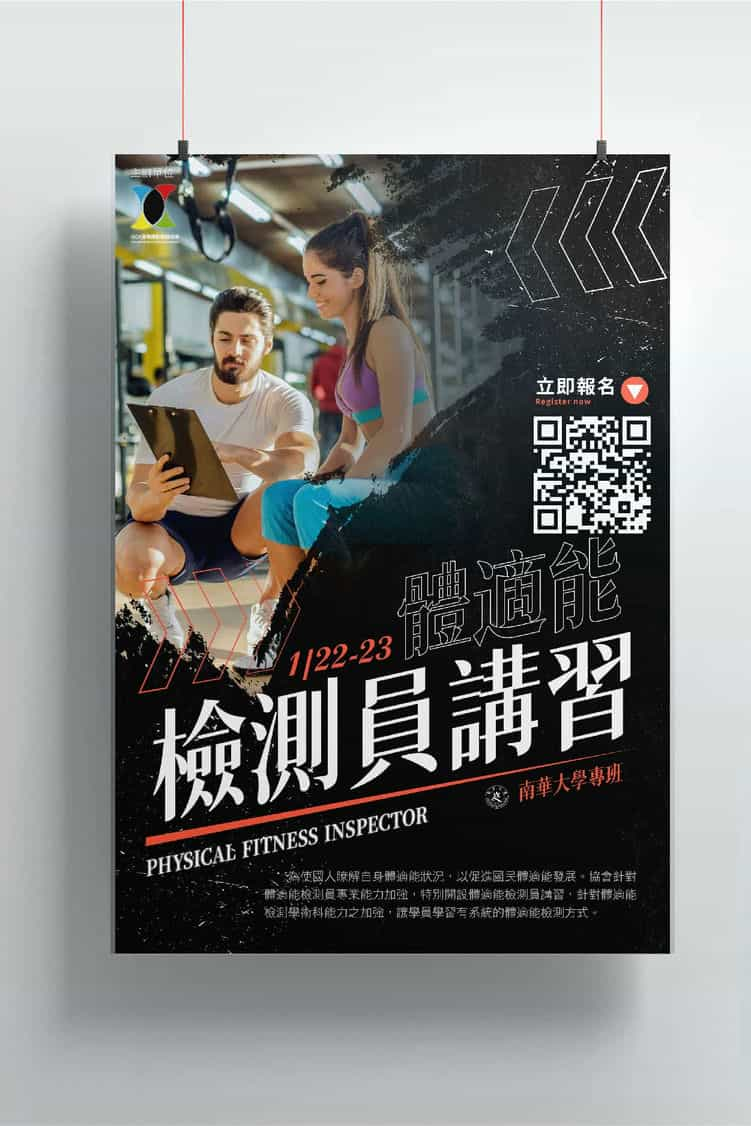 主辦單位
立即報名
Register now
體適能
1/22-23
檢測員講習
南華大學專班
PHYSICAL FITNESS INSPECTOR
為使國人瞭解自身體適能狀況，以促進國民體適能發展。協會針對
體適能檢測員專業能力加強，特別開設體適能檢測員講習，針對體適能
檢測學術科能力之加強，讓學員學習有系統的體適能檢測方式。